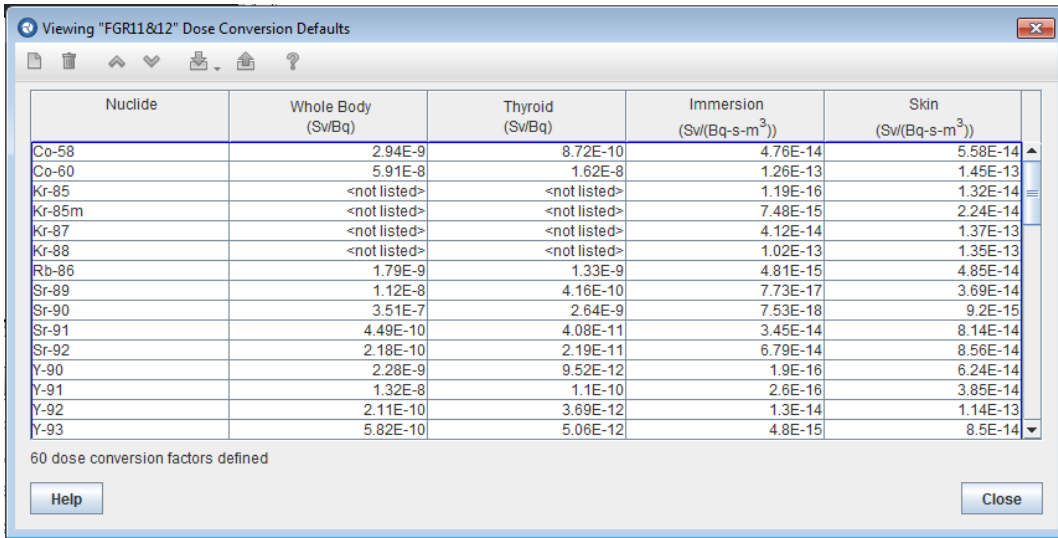 Viewing "FGR11&12" Dose Conversion Defaults
Nuclide Whole Body Thyroid Immersion Skin
(Sv/Bq) (Sv/Bq) (Sv/(Bq-s-m3)) (Sv/(Bq-s-m3))
Co-58 2.94E-9 8.72E-10 4.76E-14 5.58E-14
Co-60 5.91E-8 1.62E-8 1.26E-13 1.45E-13
Kr-85 <not listed> <not listed> 1.19E-16 1.32E-14
Kr-85m <not listed> <not listed> 7.48E-15 2.24E-14
Kr-87 <not listed> <not listed> 4.12E-14 1.37E-13
Kr-88 <not listed> <not listed> 1.02E-13 1.35E-13
Rb-86 1.79E-9 1.33E-9 4.81E-15 4.85E-14
Sr-89 1.12E-8 4.16E-10 7.73E-17 3.69E-14
Sr-90 3.51E-7 2.64E-9 7.53E-18 9.2E-15
Sr-91 4.49E-10 4.08E-11 3.45E-14 8.14E-14
Sr-92 2.18E-10 2.19E-11 6.79E-14 8.56E-14
Y-90 2.28E-9 9.52E-12 1.9E-16 6.24E-14
Y-91 1.32E-8 1.1E-10 2.6E-16 3.85E-14
Y-92 2.11E-10 3.69E-12 1.3E-14 1.14E-13
Y-93 5.82E-10 5.06E-12 4.8E-15 8.5E-14
60 dose conversion factors defined
Help Close